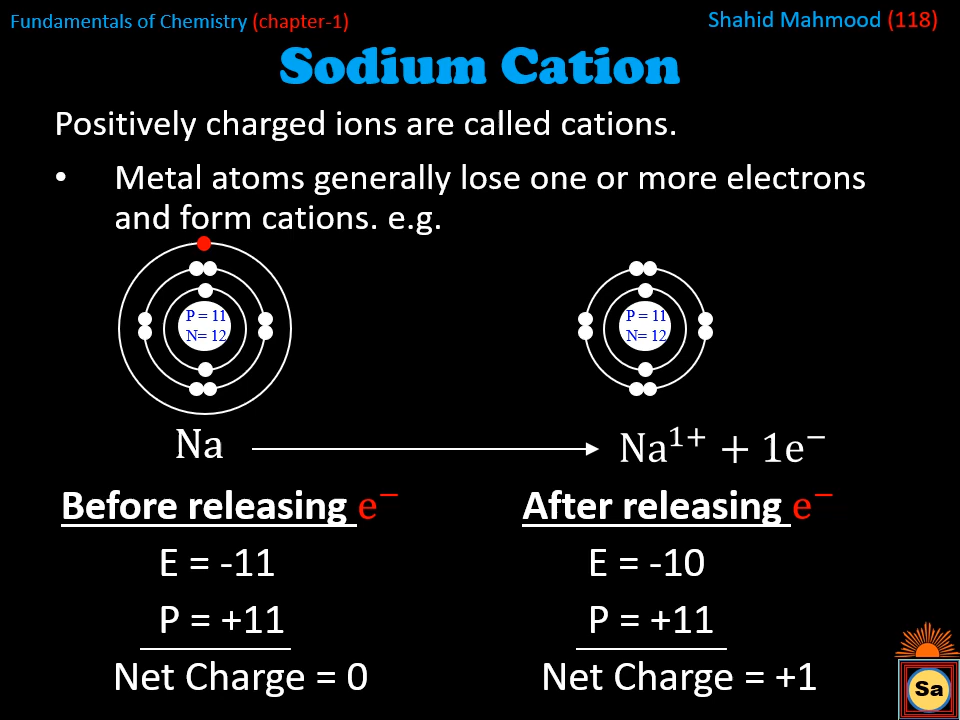 Fundamentals of Chemistry (chapter-1)
Shahid Mahmood (118)
Sodium Cation
Positively charged ions are called cations.
• Metal atoms generally lose one or more electrons
and form cations. e.g.
P = 11
N= 12
P = 11
N= 12
Na
Na¹⁺ + 1e⁻
Before releasing e⁻
After releasing e⁻
E = -11
E = -10
P = +11
P = +11
Net Charge = 0
Net Charge = +1
Sa